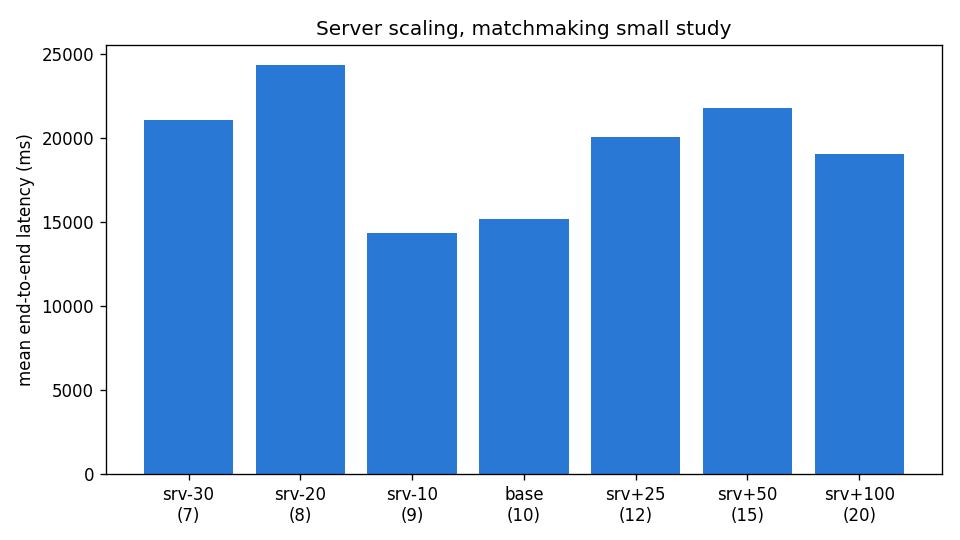 Server scaling, matchmaking small study
mean end-to-end latency (ms)
25000
20000
15000
10000
5000
0
srv-30 srv-20 srv-10 base srv+25 srv+50 srv+100
(7) (8) (9) (10) (12) (15) (20)